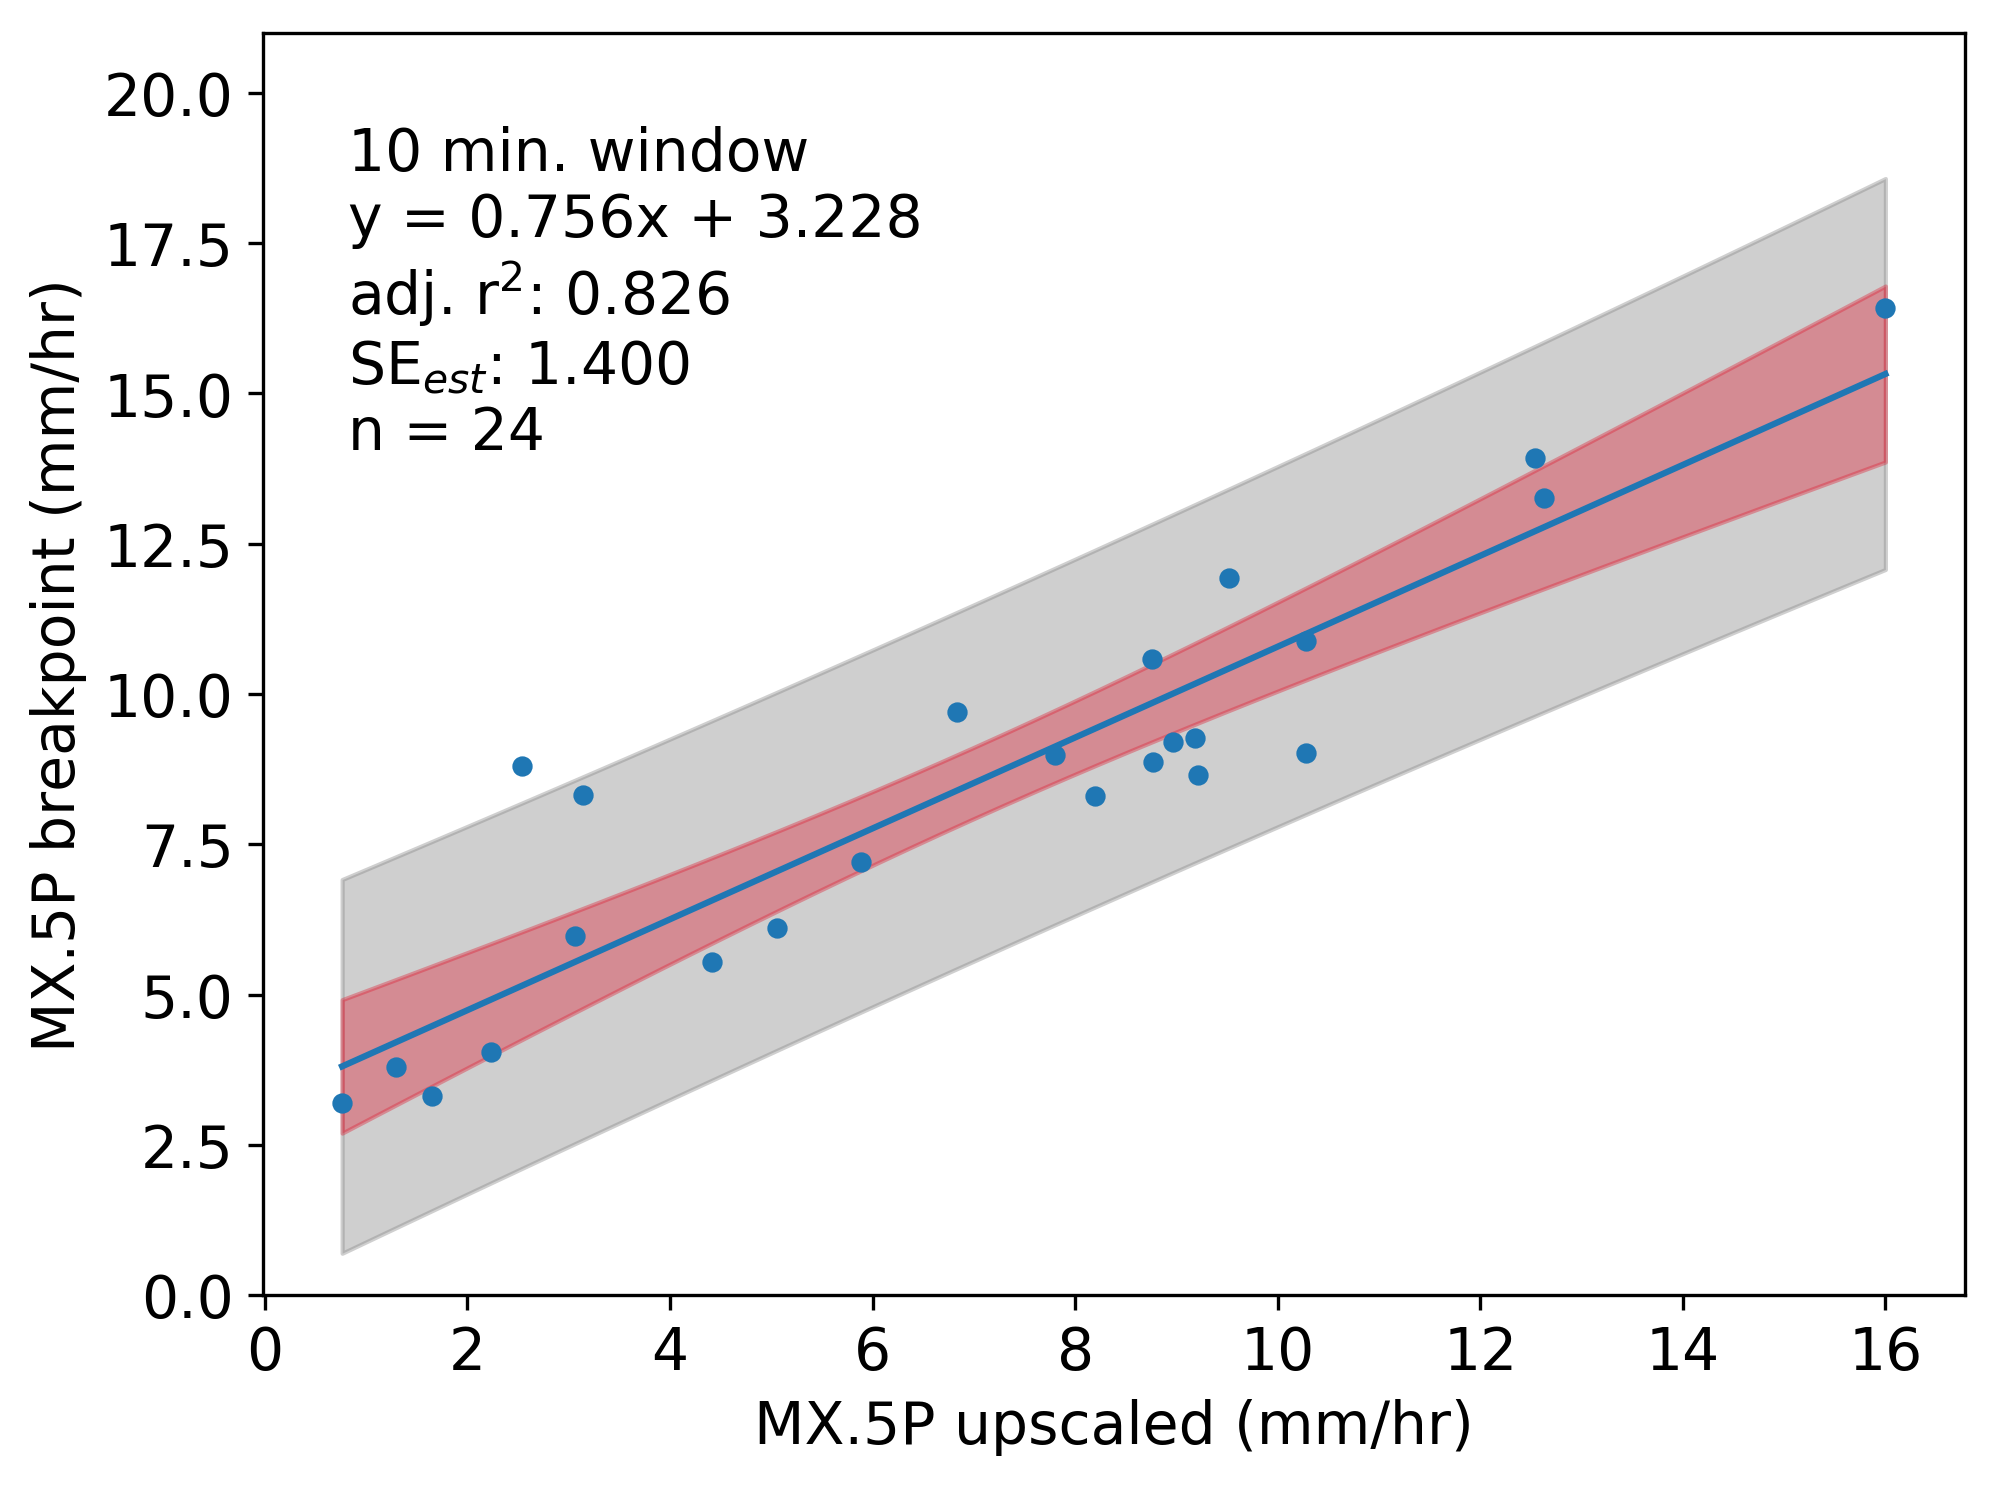 10 min. window
y = 0.756x + 3.228
adj. r²: 0.826
SEest: 1.400
n = 24
MX.5P breakpoint (mm/hr)
20.0
17.5
15.0
12.5
10.0
7.5
5.0
2.5
0.0
0 2 4 6 8 10 12 14 16
MX.5P upscaled (mm/hr)